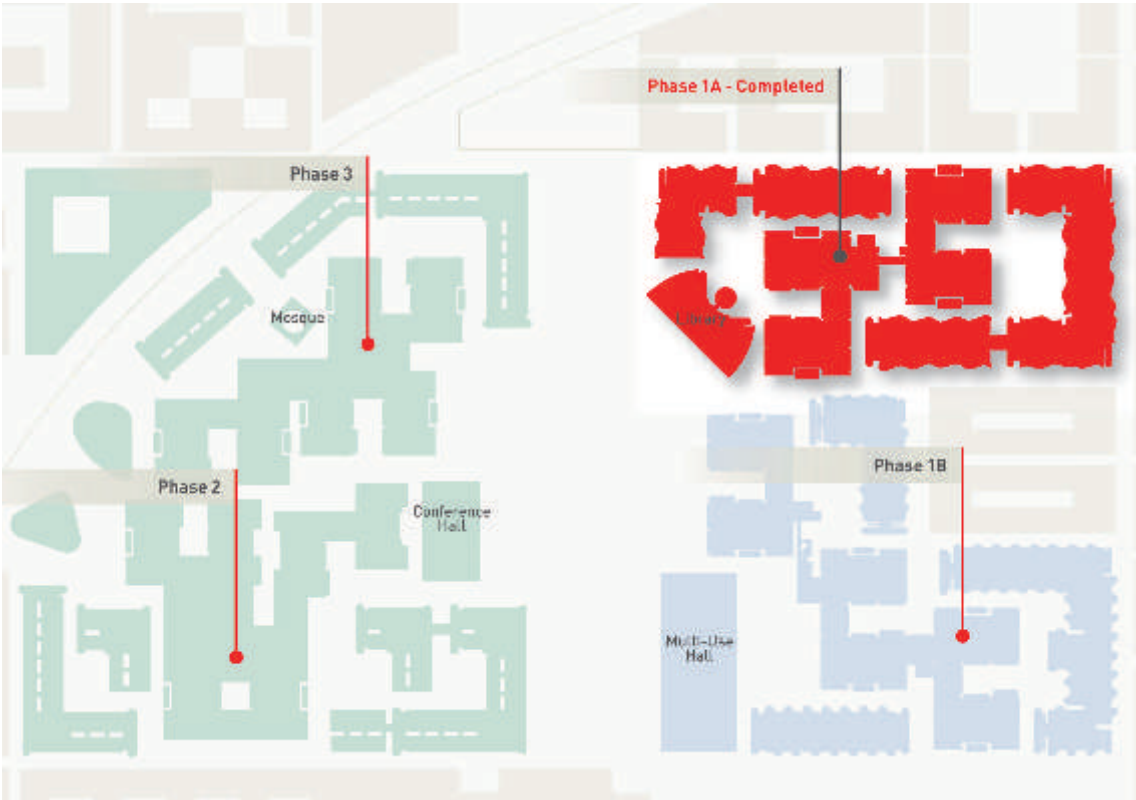 Phase 1A - Completed
Phase 3
Mosque
Library
Phase 1B
Phase 2
Conference
Hall
Multi-Use
Hall